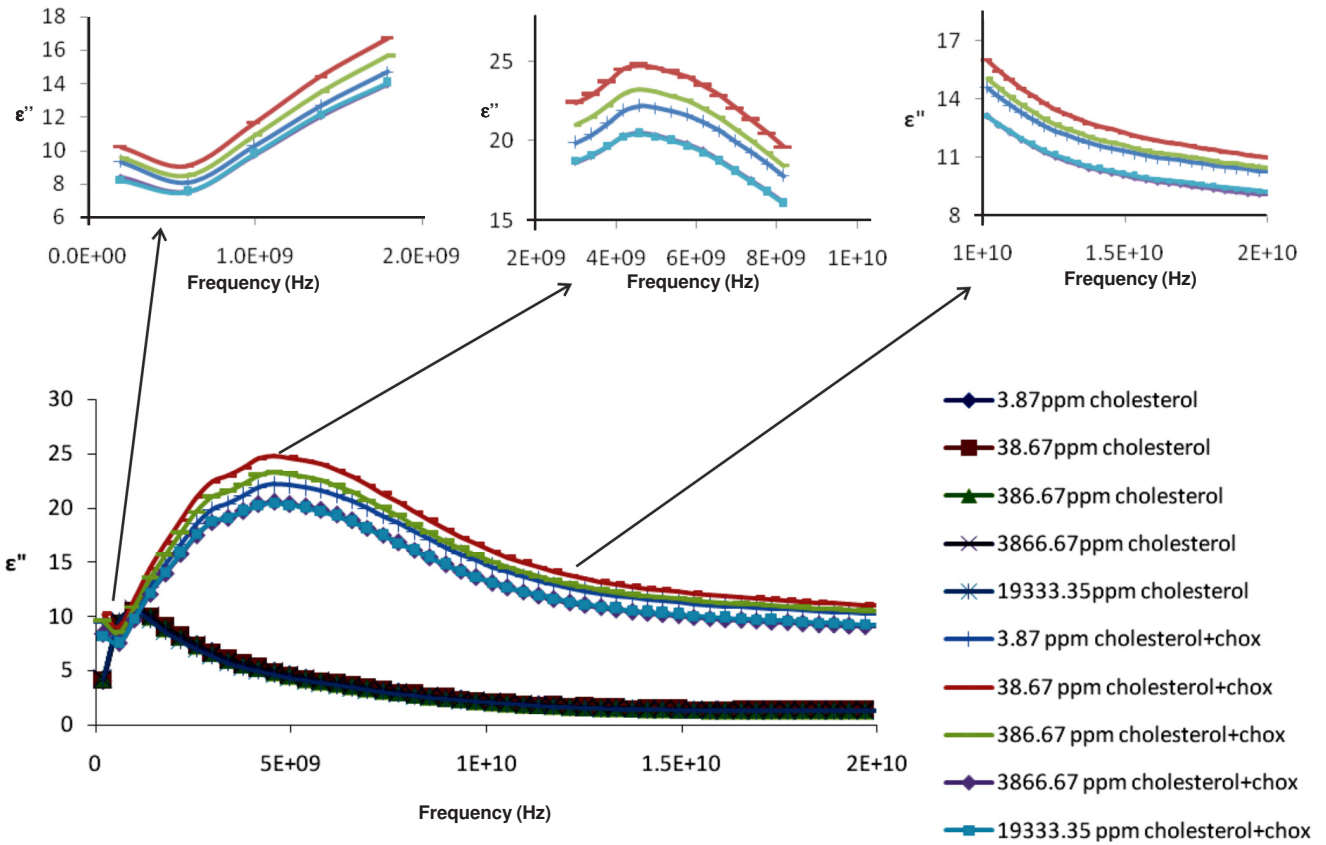 18
16
14
12
10
8
6
ε’’
0.0E+00
1.0E+09
2.0E+09
Frequency (Hz)
25
20
15
ε’’
2E+09
4E+09
6E+09
8E+09
1E+10
Frequency (Hz)
17
14
11
8
ε"
1E+10
1.5E+10
2E+10
Frequency (Hz)
30
25
20
15
10
5
0
ε"
0
5E+09
1E+10
1.5E+10
2E+10
Frequency (Hz)
3.87ppm cholesterol
38.67ppm cholesterol
386.67ppm cholesterol
3866.67ppm cholesterol
19333.35ppm cholesterol
3.87 ppm cholesterol+chox
38.67 ppm cholesterol+chox
386.67 ppm cholesterol+chox
3866.67 ppm cholesterol+chox
19333.35 ppm cholesterol+chox